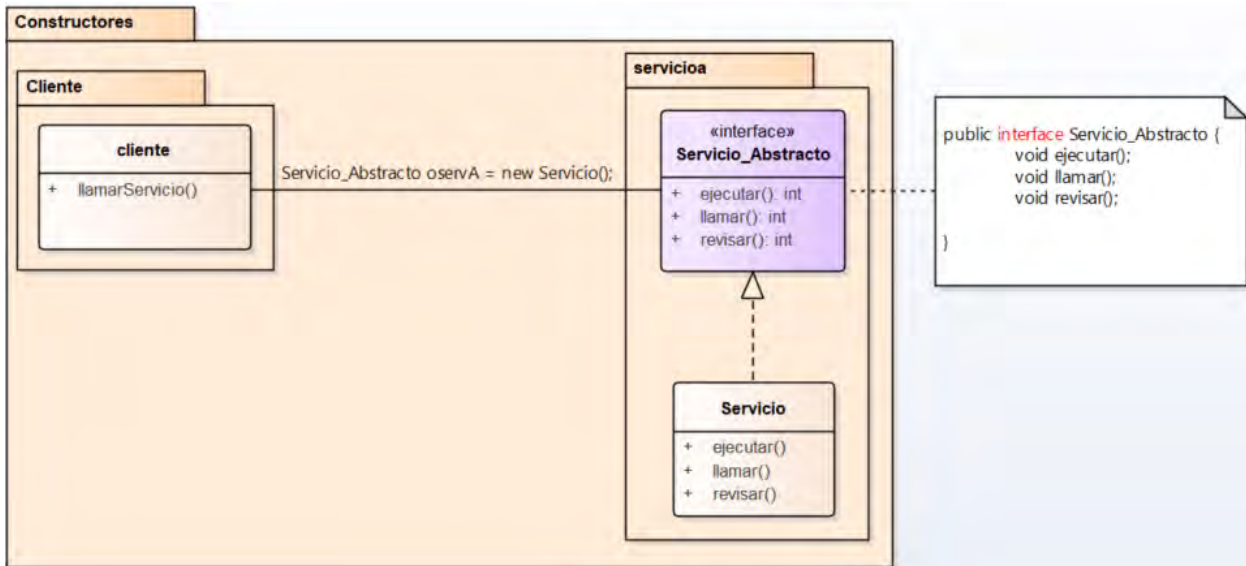 Constructores
Cliente
cliente
+ llamarServicio()
Servicio_Abstracto oservA = new Servicio();
servicioa
«interface»
Servicio_Abstracto
+ ejecutar(): int
+ llamar(): int
+ revisar(): int
Servicio
+ ejecutar()
+ llamar()
+ revisar()
public interface Servicio_Abstracto {
void ejecutar();
void llamar();
void revisar();
}